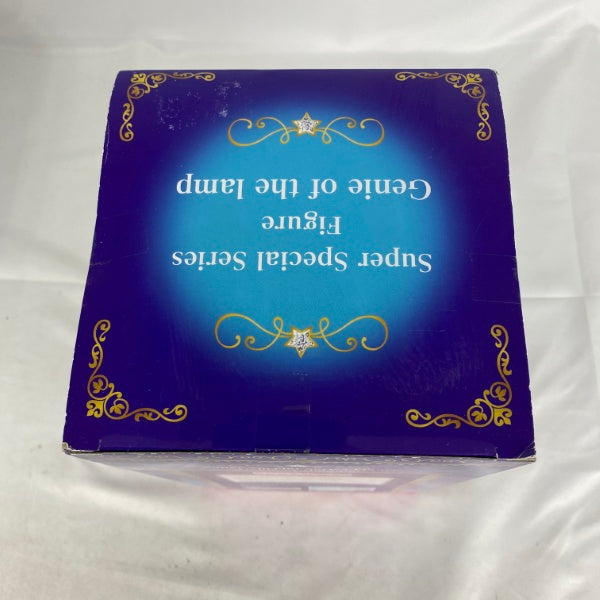 Super Special Series
Figure
Genie of the lamp